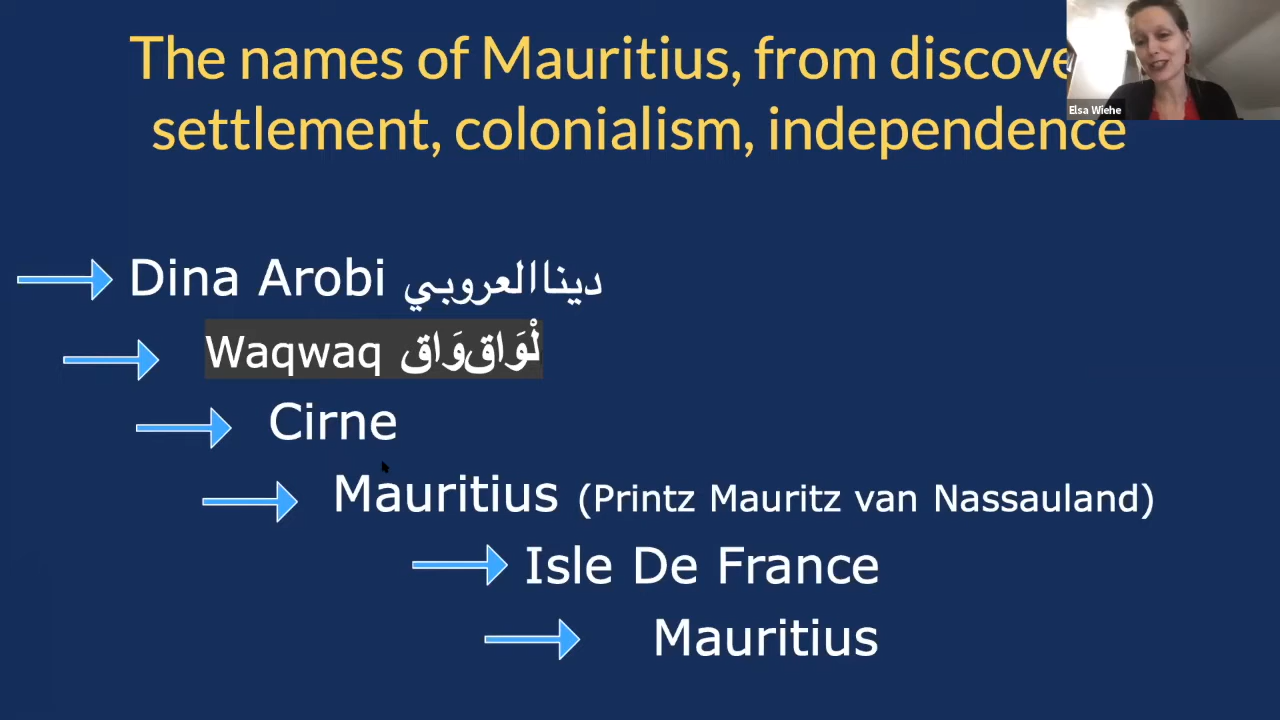 The names of Mauritius, from discove
settlement, colonialism, independence
Elsa Wiehe
Dina Arobi ديناالعروبي
Waqwaq لْوَاق‌وَاق
Cirne
Mauritius (Printz Mauritz van Nassauland)
Isle De France
Mauritius